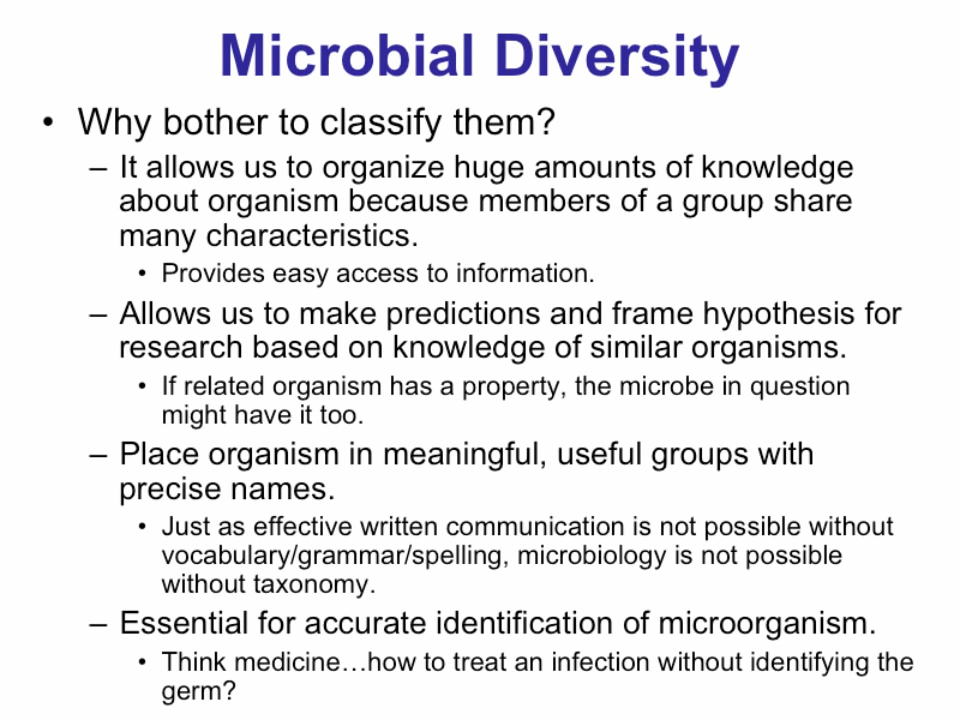 Microbial Diversity
• Why bother to classify them?
– It allows us to organize huge amounts of knowledge
about organism because members of a group share
many characteristics.
• Provides easy access to information.
– Allows us to make predictions and frame hypothesis for
research based on knowledge of similar organisms.
• If related organism has a property, the microbe in question
might have it too.
– Place organism in meaningful, useful groups with
precise names.
• Just as effective written communication is not possible without
vocabulary/grammar/spelling, microbiology is not possible
without taxonomy.
– Essential for accurate identification of microorganism.
• Think medicine…how to treat an infection without identifying the
germ?